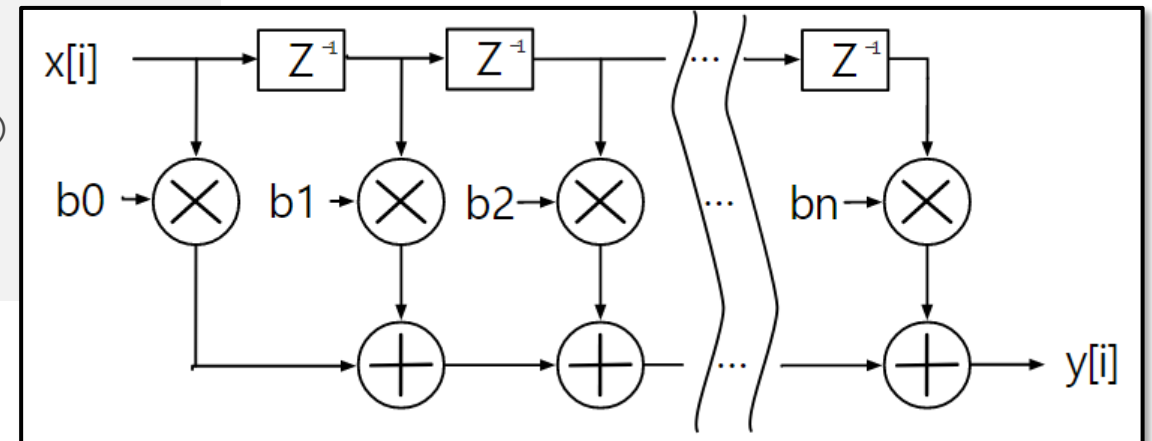 x[i] Z⁻¹ Z⁻¹ ... Z⁻¹
)
b0 b1 b2 ... bn
... y[i]